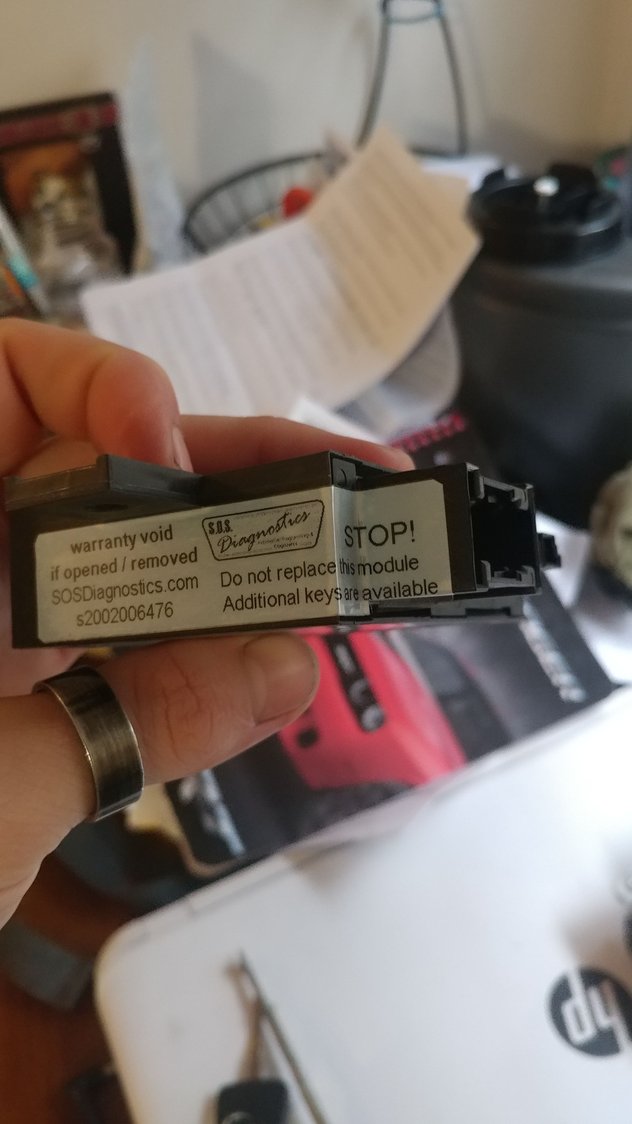 warranty void
if opened / removed
SOSDiagnostics.com
s2002006476
S.O.S.
Diagnostics
STOP!
Do not replace this module
Additional keys are available
hp